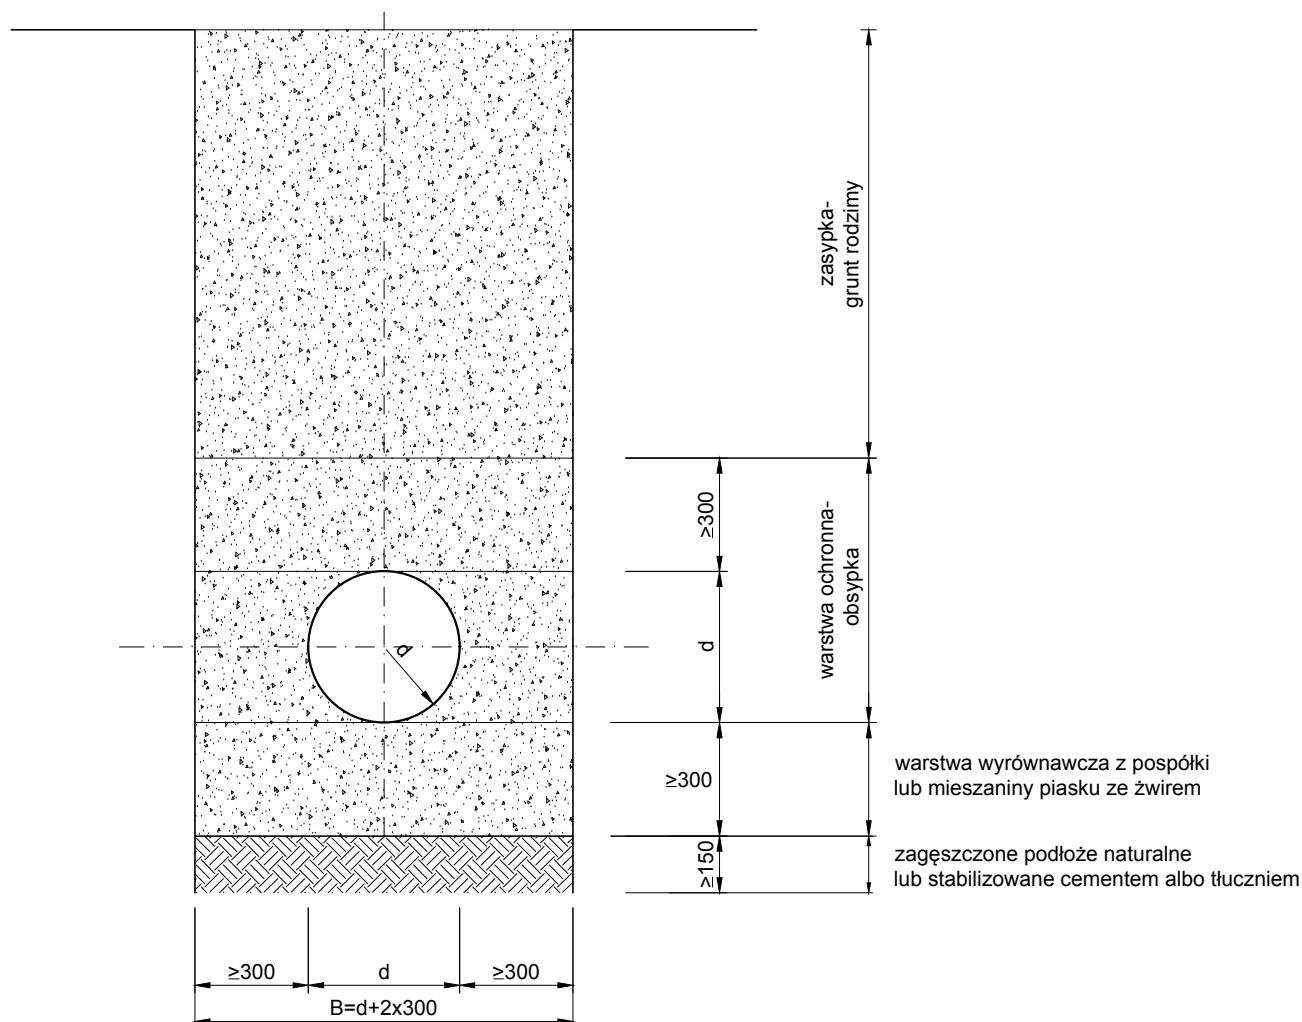 zasypka-
grunt rodzimy
≥300
warstwa ochronna-
obsypka
d
d
≥300
warstwa wyrównawcza z pospółki
lub mieszaniny piasku ze żwirem
≥150
zagęszczone podłoże naturalne
lub stabilizowane cementem albo tłuczniem
≥300 d ≥300
B=d+2x300